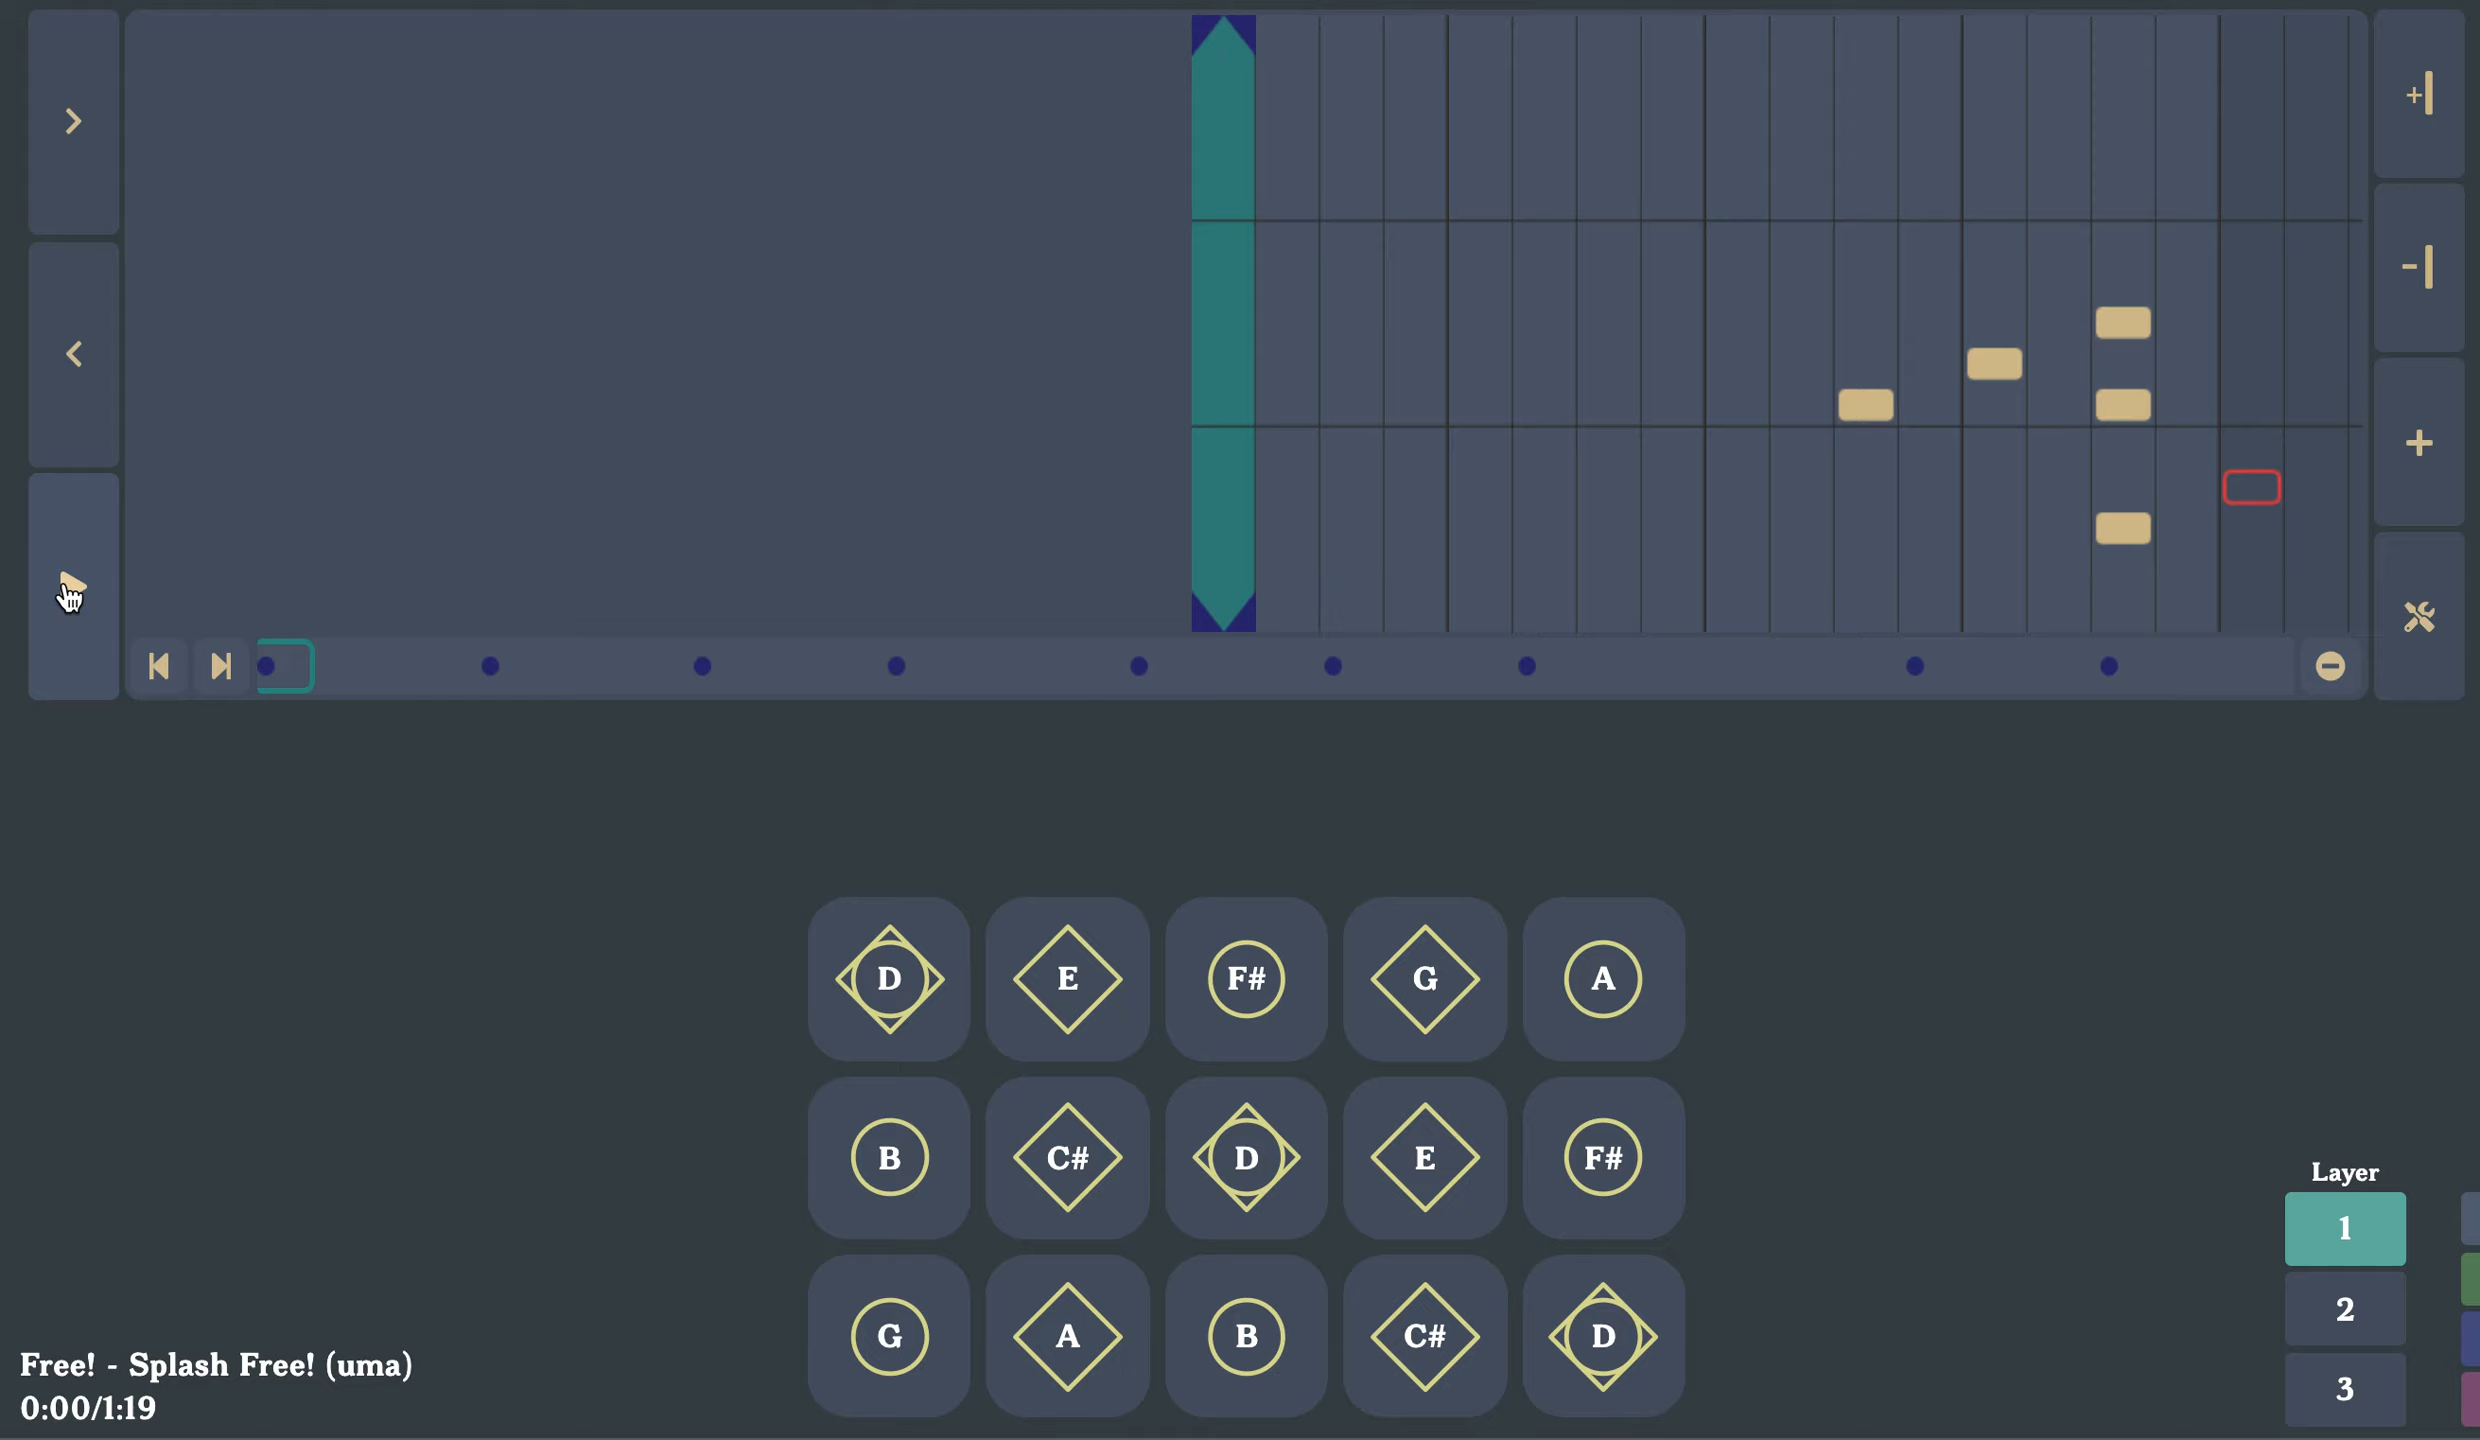 D E F# G A
B C# D E F#
G A B C# D
Layer
1
2
3
Free! - Splash Free! (uma)
0:00/1:19